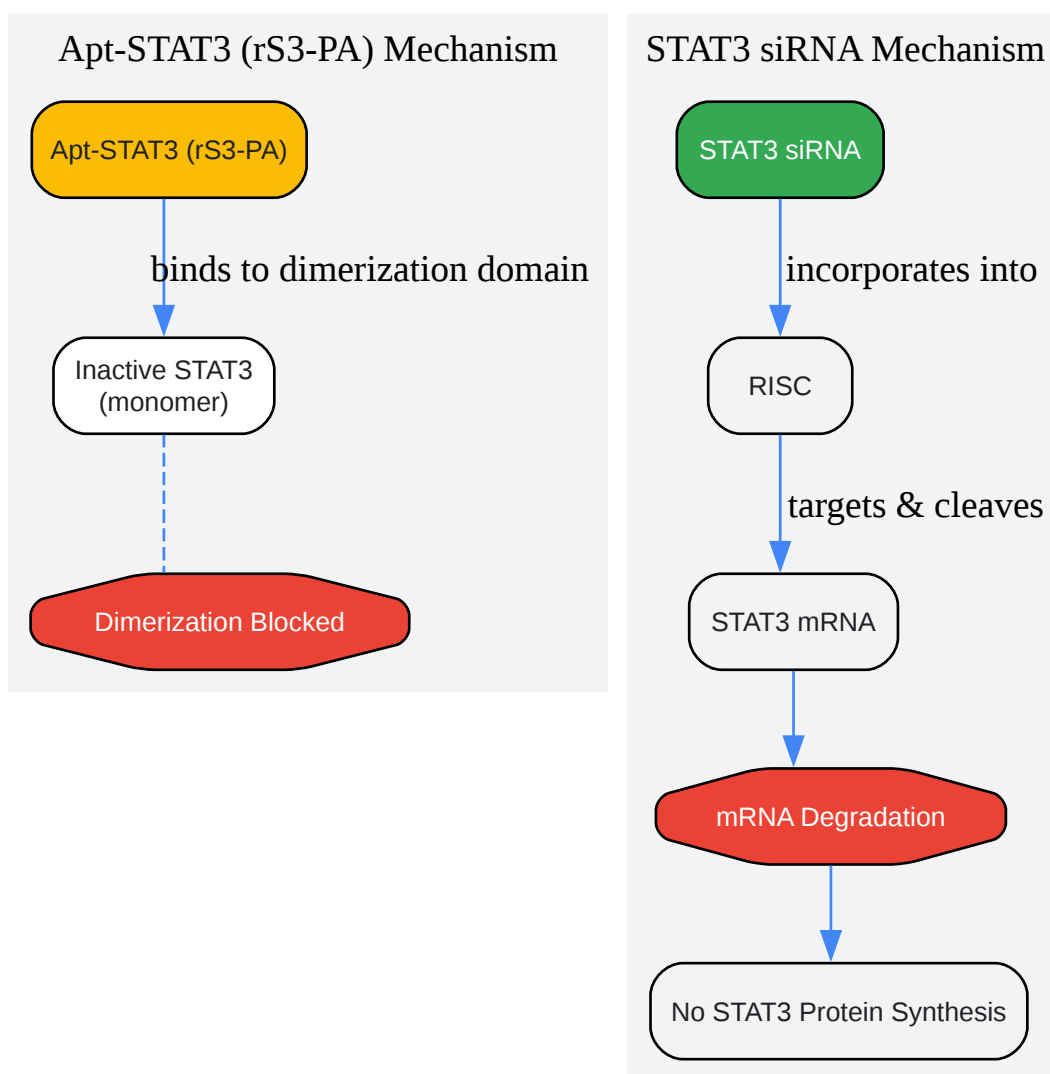 Apt-STAT3 (rS3-PA) Mechanism
Apt-STAT3 (rS3-PA)
binds to dimerization domain
Inactive STAT3
(monomer)
Dimerization Blocked
STAT3 siRNA Mechanism
STAT3 siRNA
incorporates into
RISC
targets & cleaves
STAT3 mRNA
mRNA Degradation
No STAT3 Protein Synthesis